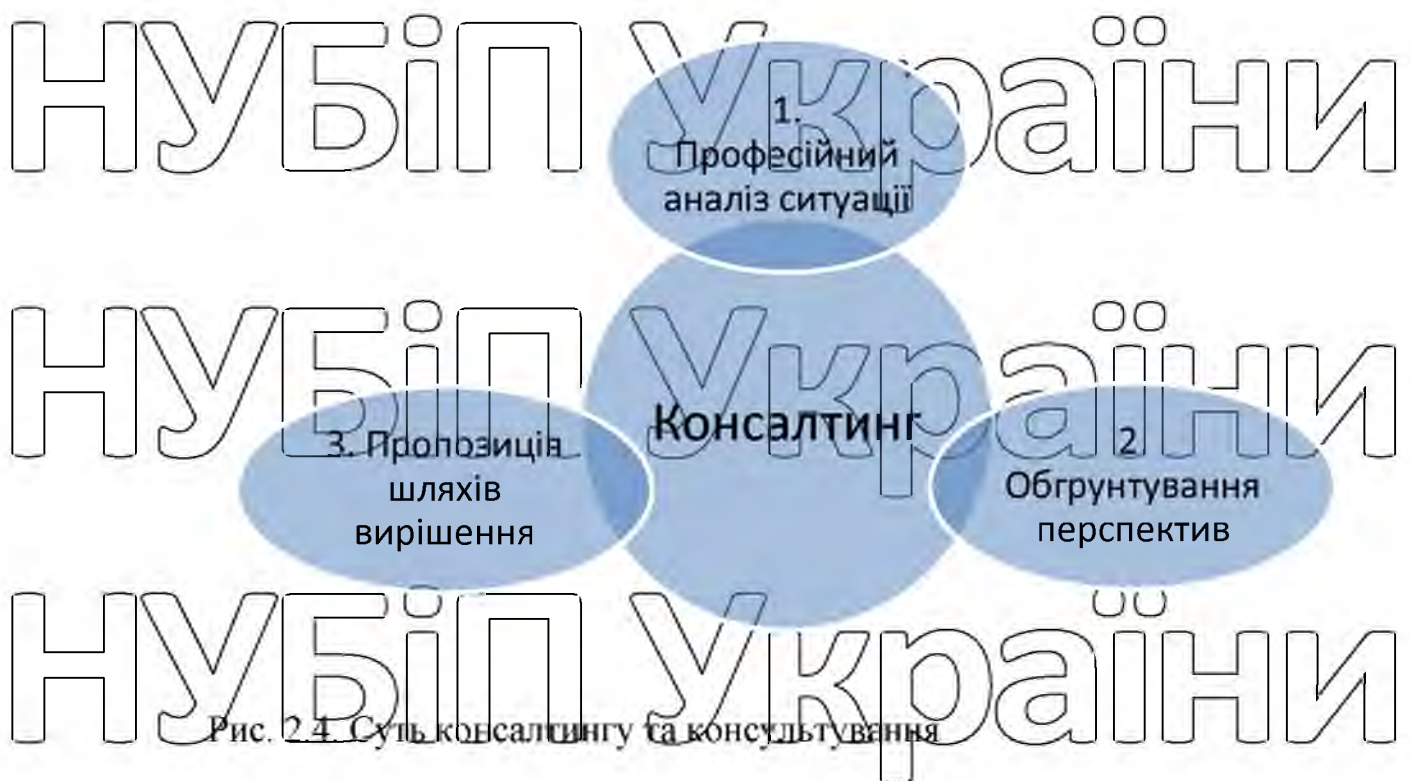 НУБіП України
1.
Професійний
аналіз ситуації
НУБіП України
Консалтинг
3. Пропозиція
шляхів
вирішення
2
Обгрунтування
перспектив
НУБіП України
Рис. 2.4. Суть консалтингу та консультування